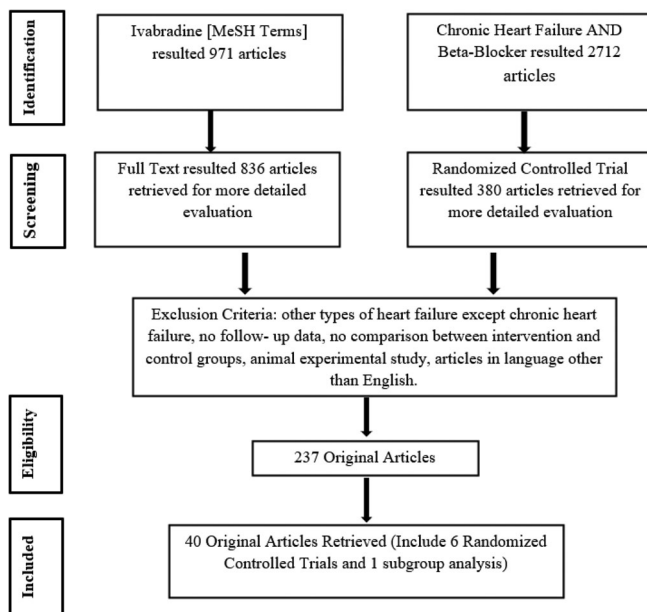 Identification
Ivabradine [MeSH Terms]
resulted 971 articles
Chronic Heart Failure AND
Beta-Blocker resulted 2712
articles
Screening
Full Text resulted 836 articles
retrieved for more detailed
evaluation
Randomized Controlled Trial
resulted 380 articles retrieved for
more detailed evaluation
Exclusion Criteria: other types of heart failure except chronic heart
failure, no follow- up data, no comparison between intervention and
control groups, animal experimental study, articles in language other
than English.
Eligibility
237 Original Articles
Included
40 Original Articles Retrieved (Include 6 Randomized
Controlled Trials and 1 subgroup analysis)